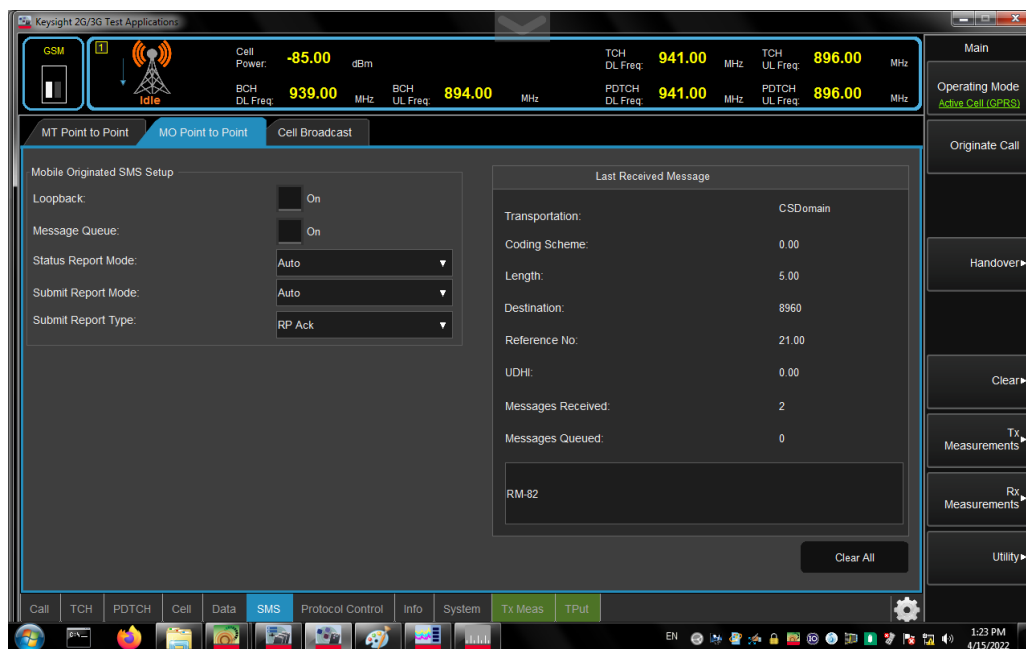 Keysight 2G/3G Test Applications
GSM
1
Idle
Cell Power: -85.00 dBm
TCH DL Freq: 941.00 MHz
TCH UL Freq: 896.00 MHz
BCH DL Freq: 939.00 MHz
BCH UL Freq: 894.00 MHz
PDTCH DL Freq: 941.00 MHz
PDTCH UL Freq: 896.00 MHz
MT Point to Point
MO Point to Point
Cell Broadcast
Mobile Originated SMS Setup
Loopback: On
Message Queue: On
Status Report Mode: Auto
Submit Report Mode: Auto
Submit Report Type: RP Ack
Last Received Message
Transportation: CSDomain
Coding Scheme: 0.00
Length: 5.00
Destination: 8960
Reference No: 21.00
UDHI: 0.00
Messages Received: 2
Messages Queued: 0
RM-82
Clear All
Main
Operating Mode
Active Cell (GPRS)
Originate Call
Handover
Clear
Tx Measurements
Rx Measurements
Utility
Call TCH PDTCH Cell Data SMS Protocol Control Info System Tx Meas TPut
EN
1:23 PM
4/15/2022